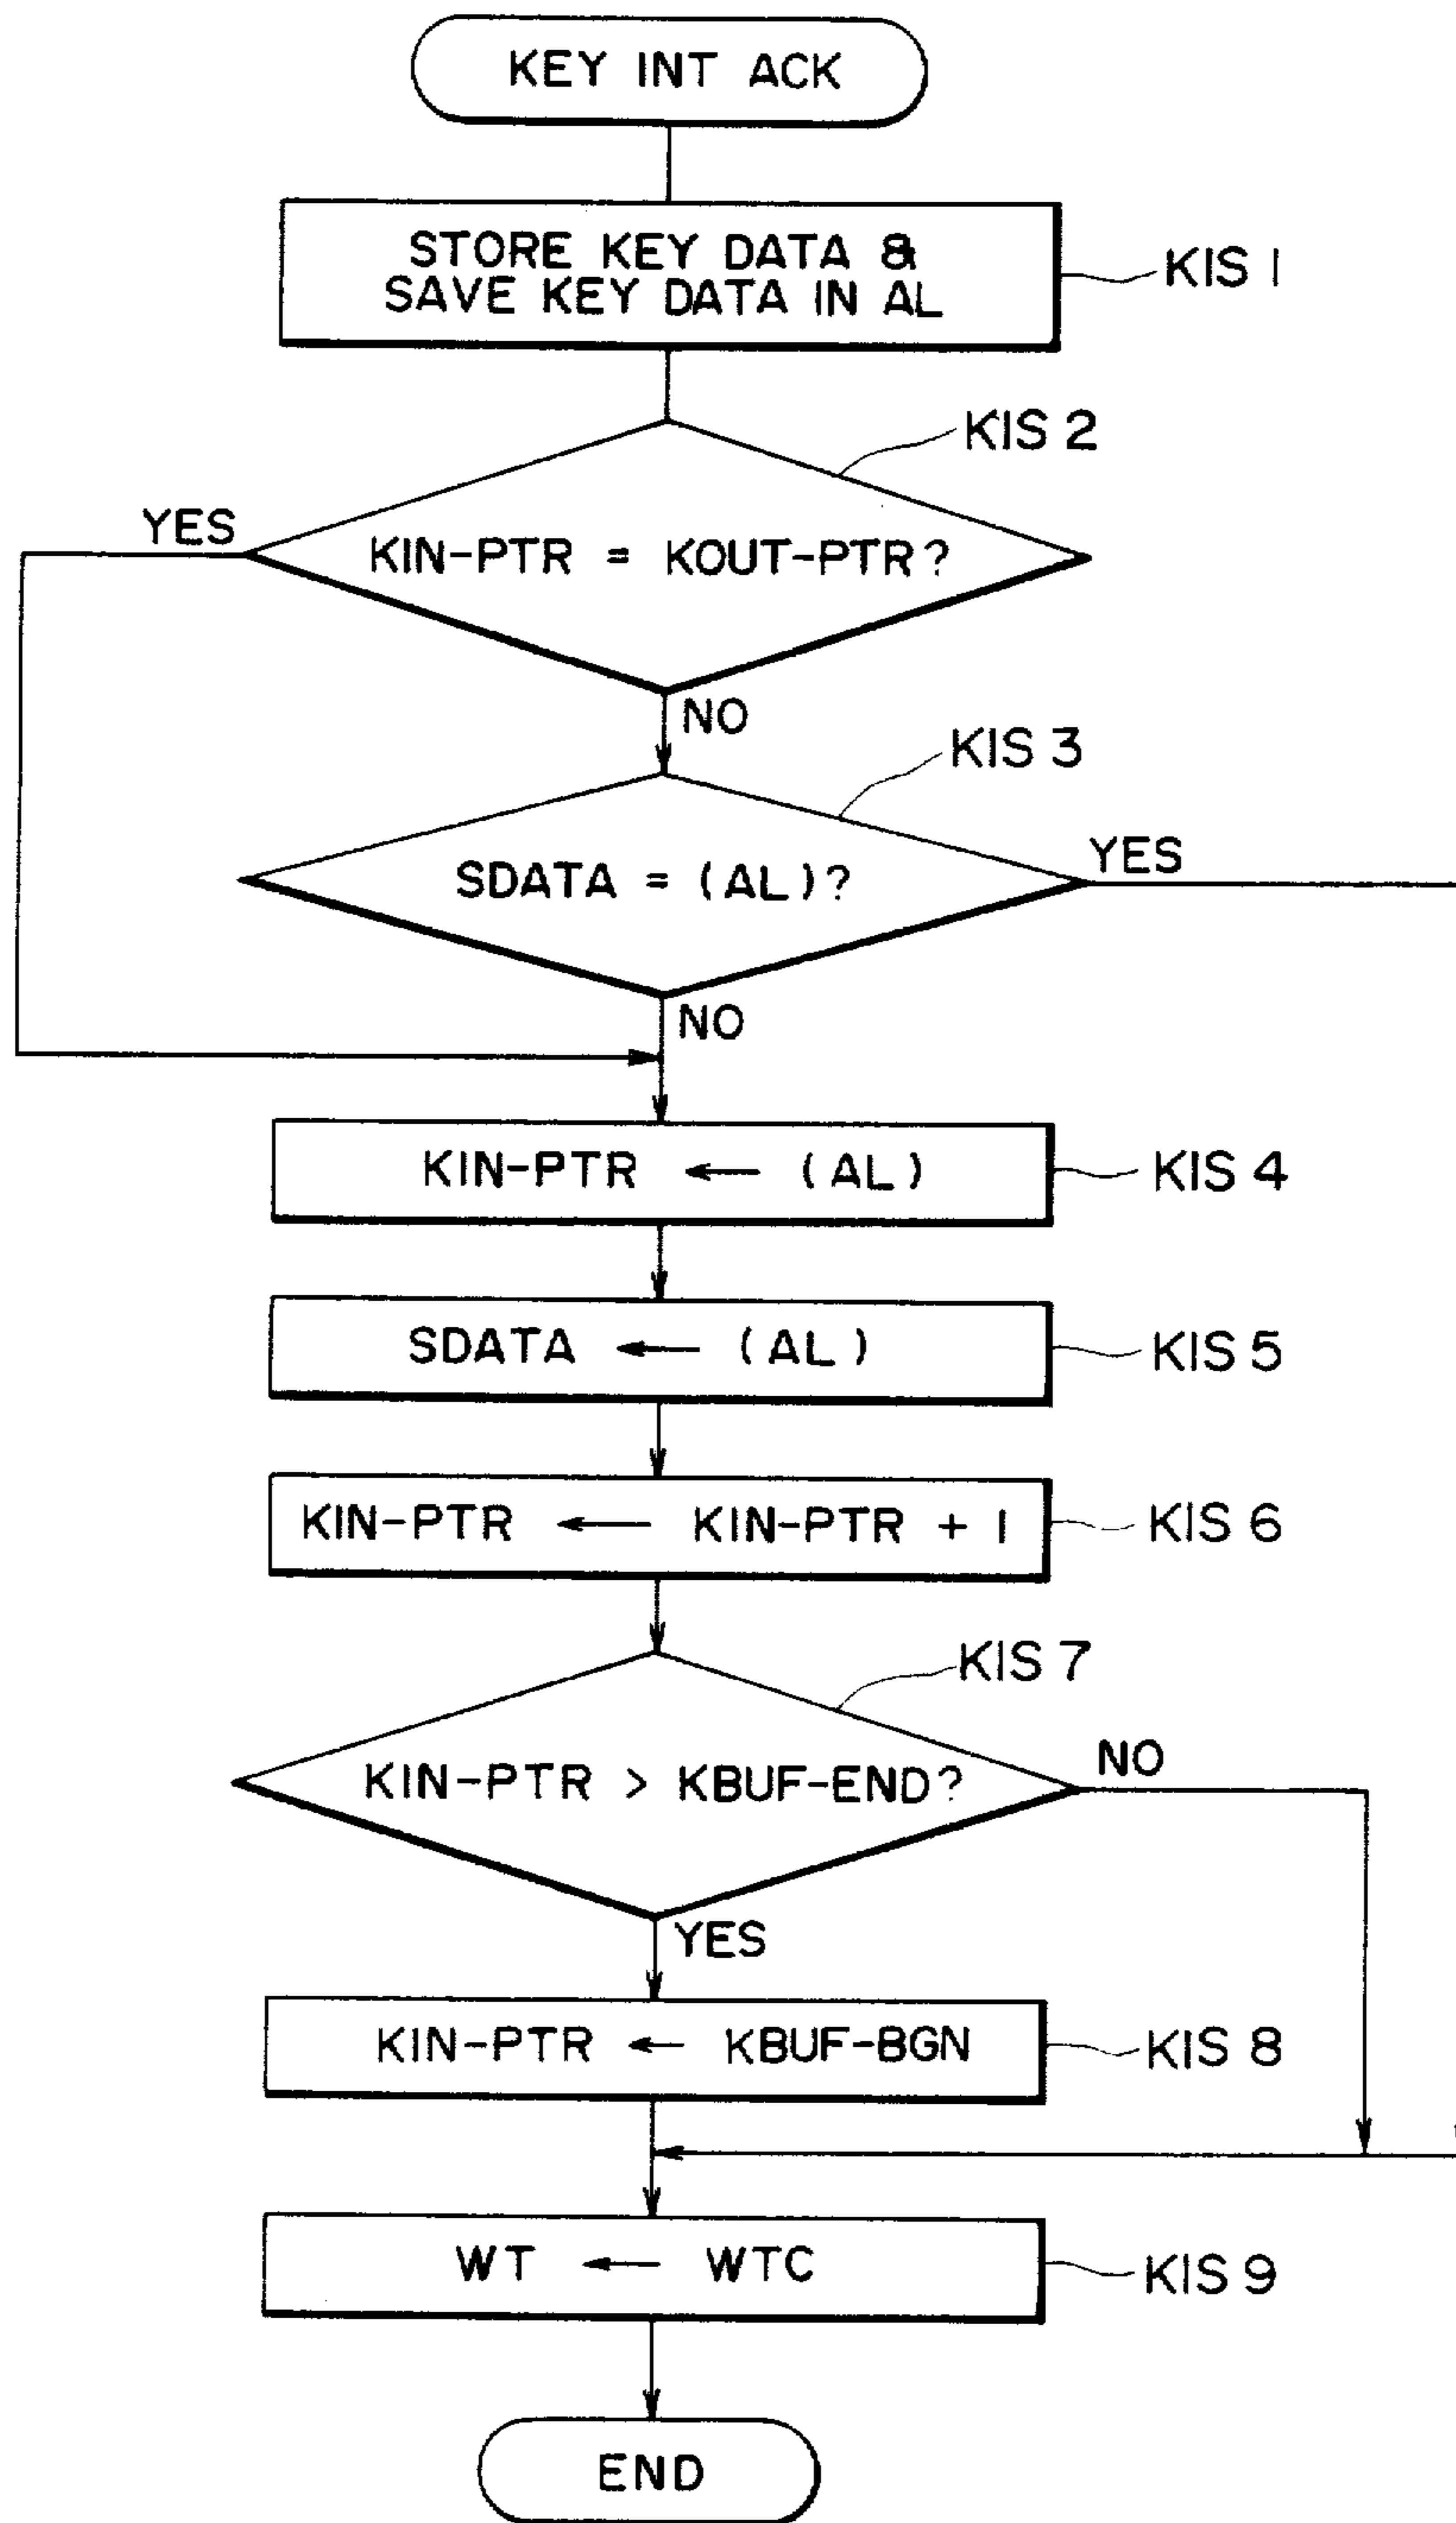 KEY INT ACK
STORE KEY DATA &
SAVE KEY DATA IN AL
KIS 1
KIS 2
YES
KIN-PTR = KOUT-PTR?
NO
KIS 3
SDATA = (AL)?
YES
NO
KIN-PTR ← (AL)
KIS 4
SDATA ← (AL)
KIS 5
KIN-PTR ← KIN-PTR + 1
KIS 6
KIS 7
KIN-PTR > KBUF-END?
NO
YES
KIN-PTR ← KBUF-BGN
KIS 8
WT ← WTC
KIS 9
END